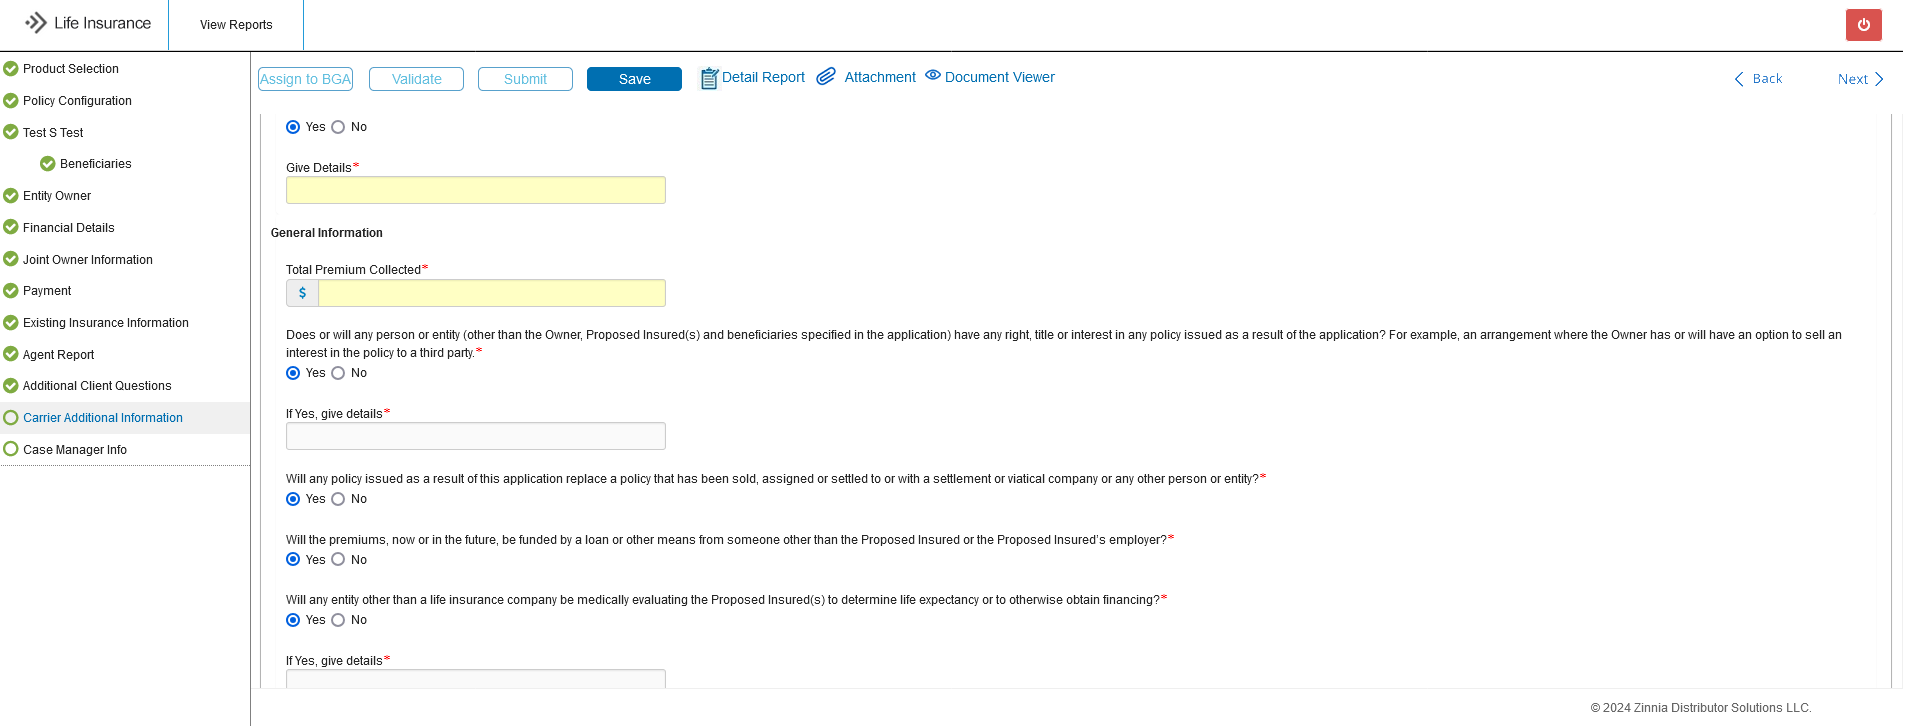 Life Insurance
View Reports
Product Selection
Policy Configuration
Test S Test
Beneficiaries
Entity Owner
Financial Details
Joint Owner Information
Payment
Existing Insurance Information
Agent Report
Additional Client Questions
Carrier Additional Information
Case Manager Info
Assign to BGA
Validate
Submit
Save
Detail Report
Attachment
Document Viewer
Back
Next
Yes No
Give Details*
General Information
Total Premium Collected*
$
Does or will any person or entity (other than the Owner, Proposed Insured(s) and beneficiaries specified in the application) have any right, title or interest in any policy issued as a result of the application? For example, an arrangement where the Owner has or will have an option to sell an
interest in the policy to a third party.*
Yes No
If Yes, give details*
Will any policy issued as a result of this application replace a policy that has been sold, assigned or settled to or with a settlement or viatical company or any other person or entity?*
Yes No
Will the premiums, now or in the future, be funded by a loan or other means from someone other than the Proposed Insured or the Proposed Insured's employer?*
Yes No
Will any entity other than a life insurance company be medically evaluating the Proposed Insured(s) to determine life expectancy or to otherwise obtain financing?*
Yes No
If Yes, give details*
© 2024 Zinnia Distributor Solutions LLC.